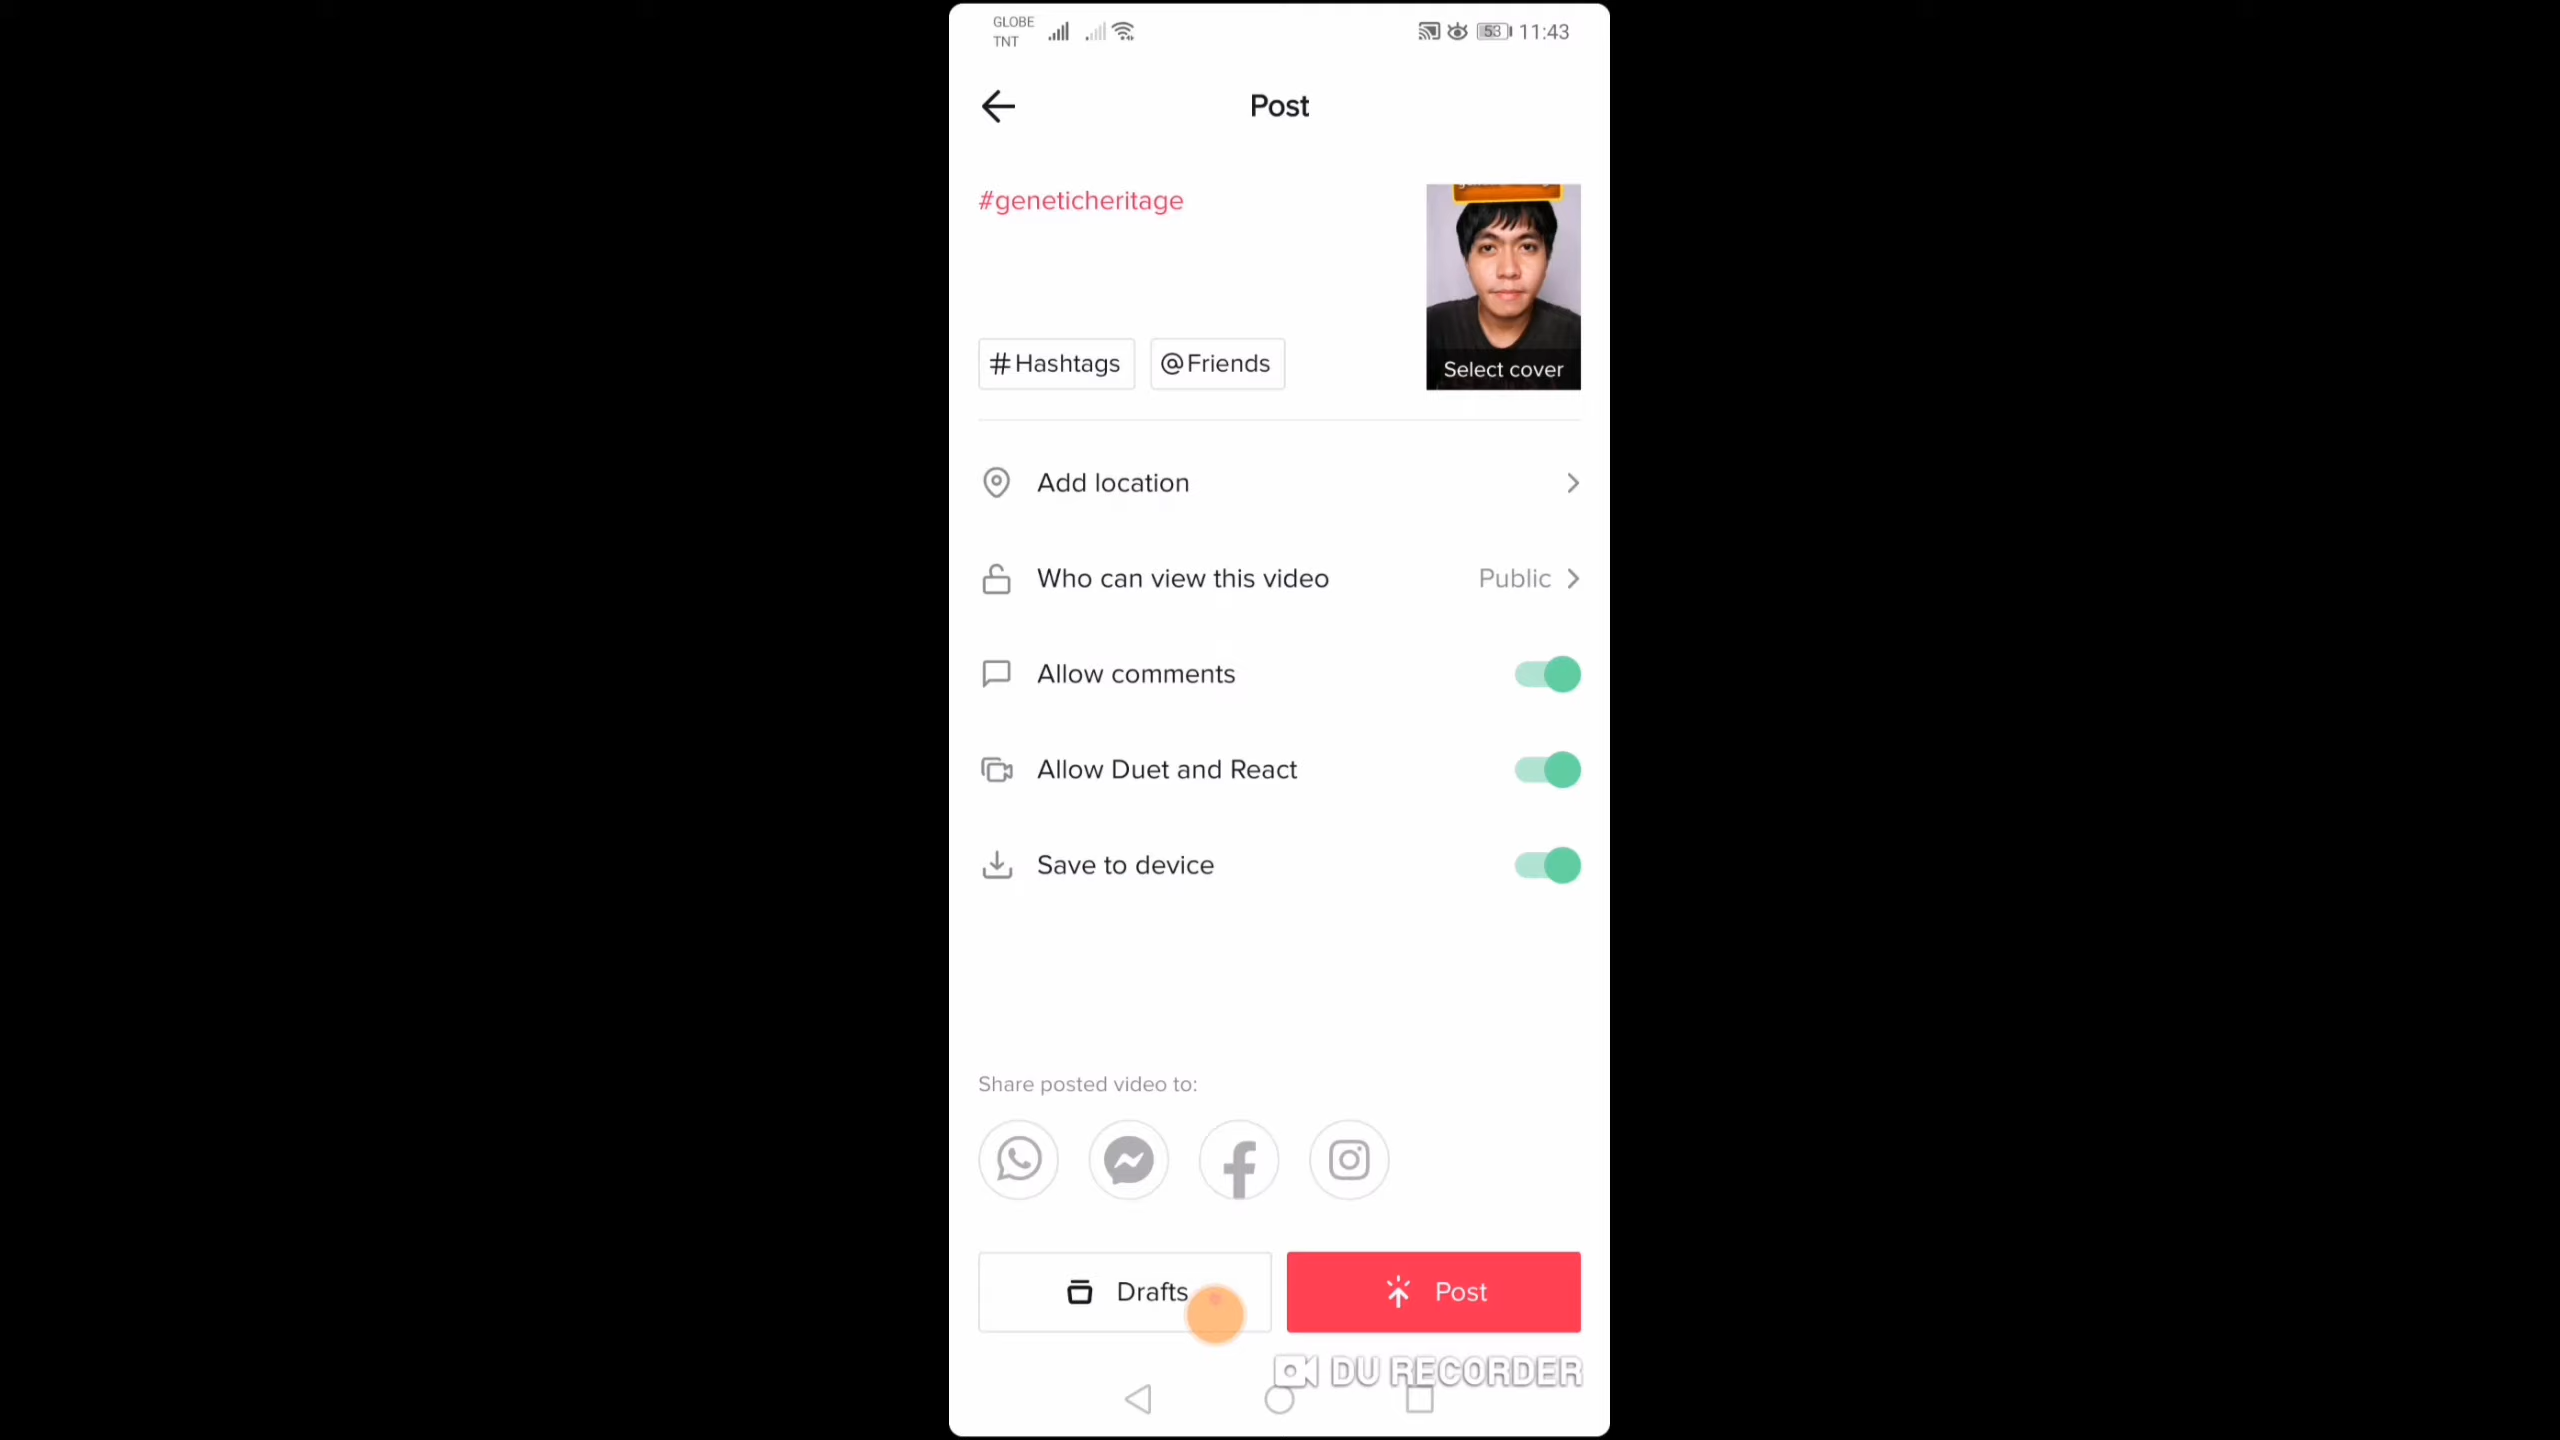 GLOBE
TNT
53 11:43
Post
#geneticheritage
Select cover
#Hashtags @Friends
Add location
Who can view this video Public
Allow comments
Allow Duet and React
Save to device
Share posted video to:
Drafts Post
DU RECORDER